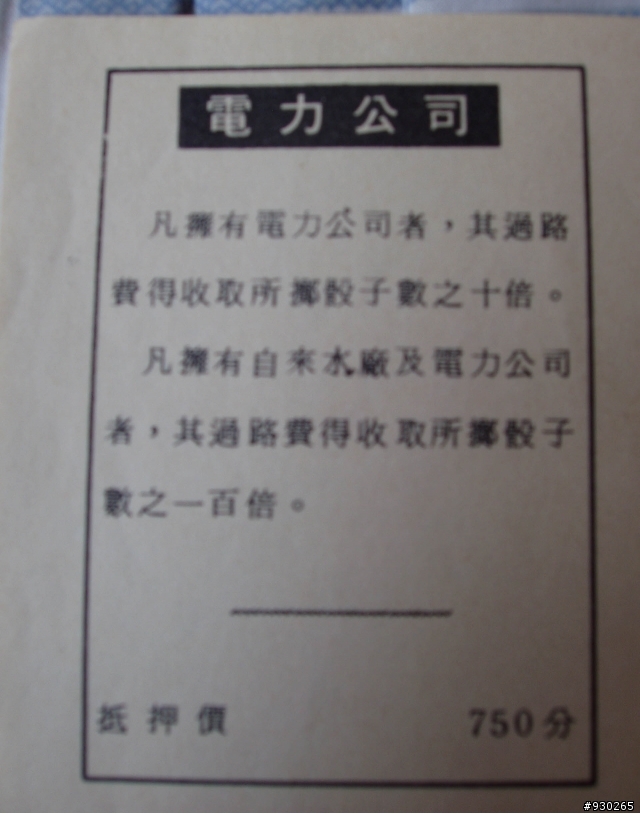 電力公司
凡擁有電力公司者，其過路
費得收取所擲骰子數之十倍。
凡擁有自來水廠及電力公司
者，其過路費得收取所擲骰子
數之一百倍。
抵押價 750分
#930265